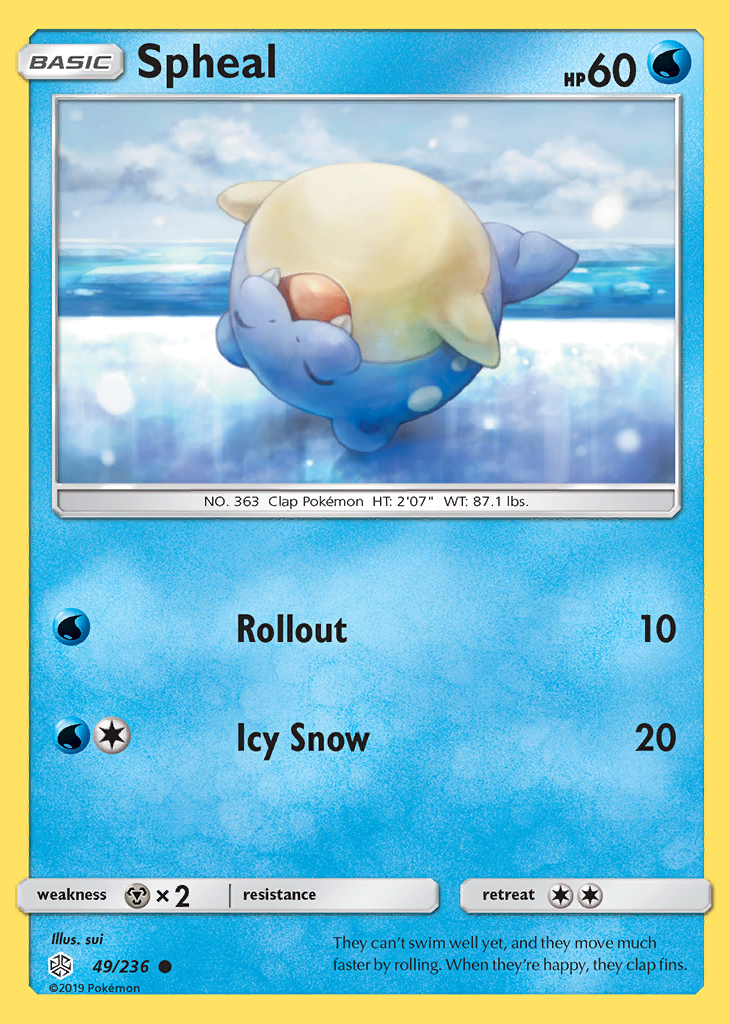 BASIC Spheal HP60
NO. 363 Clap Pokémon HT: 2'07" WT: 87.1 lbs.
Rollout 10
Icy Snow 20
weakness ×2 resistance retreat
Illus. sui
49/236
©2019 Pokémon
They can't swim well yet, and they move much
faster by rolling. When they're happy, they clap fins.